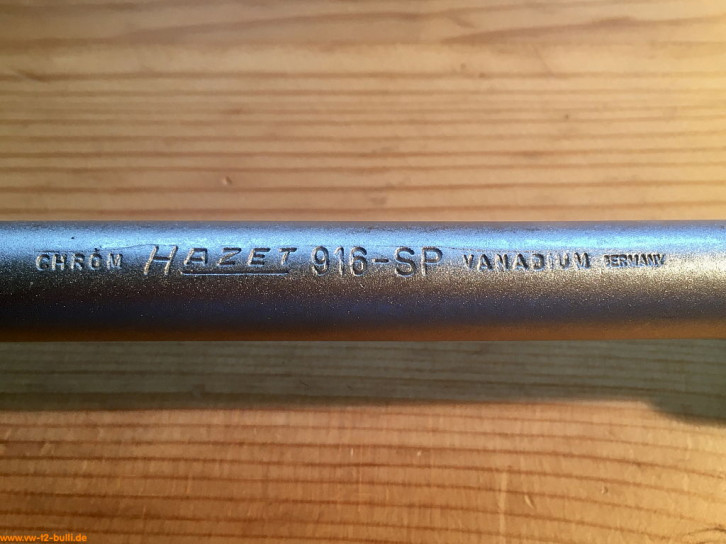 CHROM HAZET 916-SP VANADIUM GERMANY
www.vw-t2-bulli.de